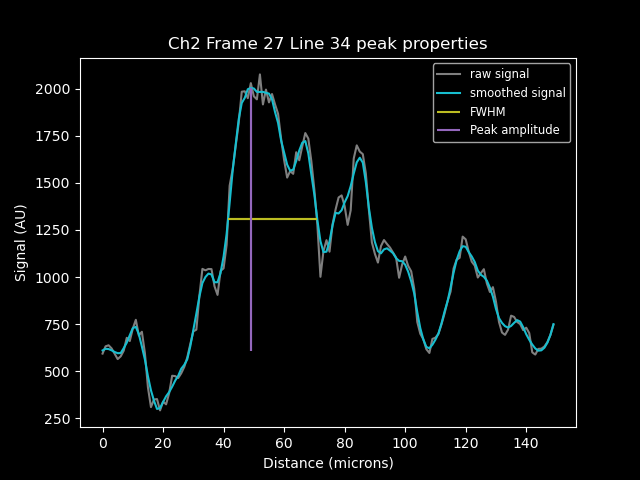 Ch2 Frame 27 Line 34 peak properties
raw signal
smoothed signal
FWHM
Peak amplitude
Signal (AU)
2000
1750
1500
1250
1000
750
500
250
0 20 40 60 80 100 120 140
Distance (microns)